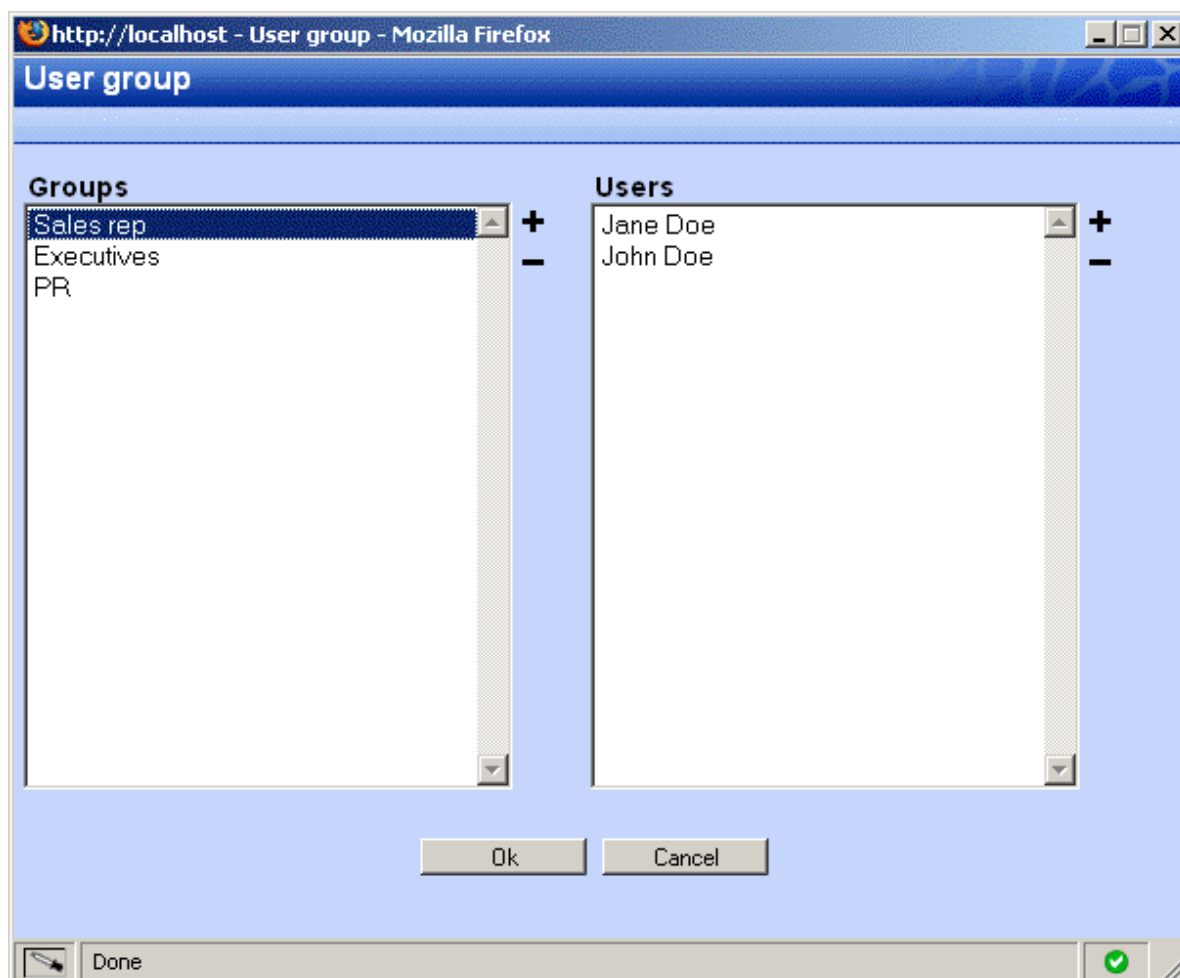 http://localhost - User group - Mozilla Firefox
User group
Groups
Sales rep
Executives
PR
+
−
Users
Jane Doe
John Doe
+
−
Ok
Cancel
Done